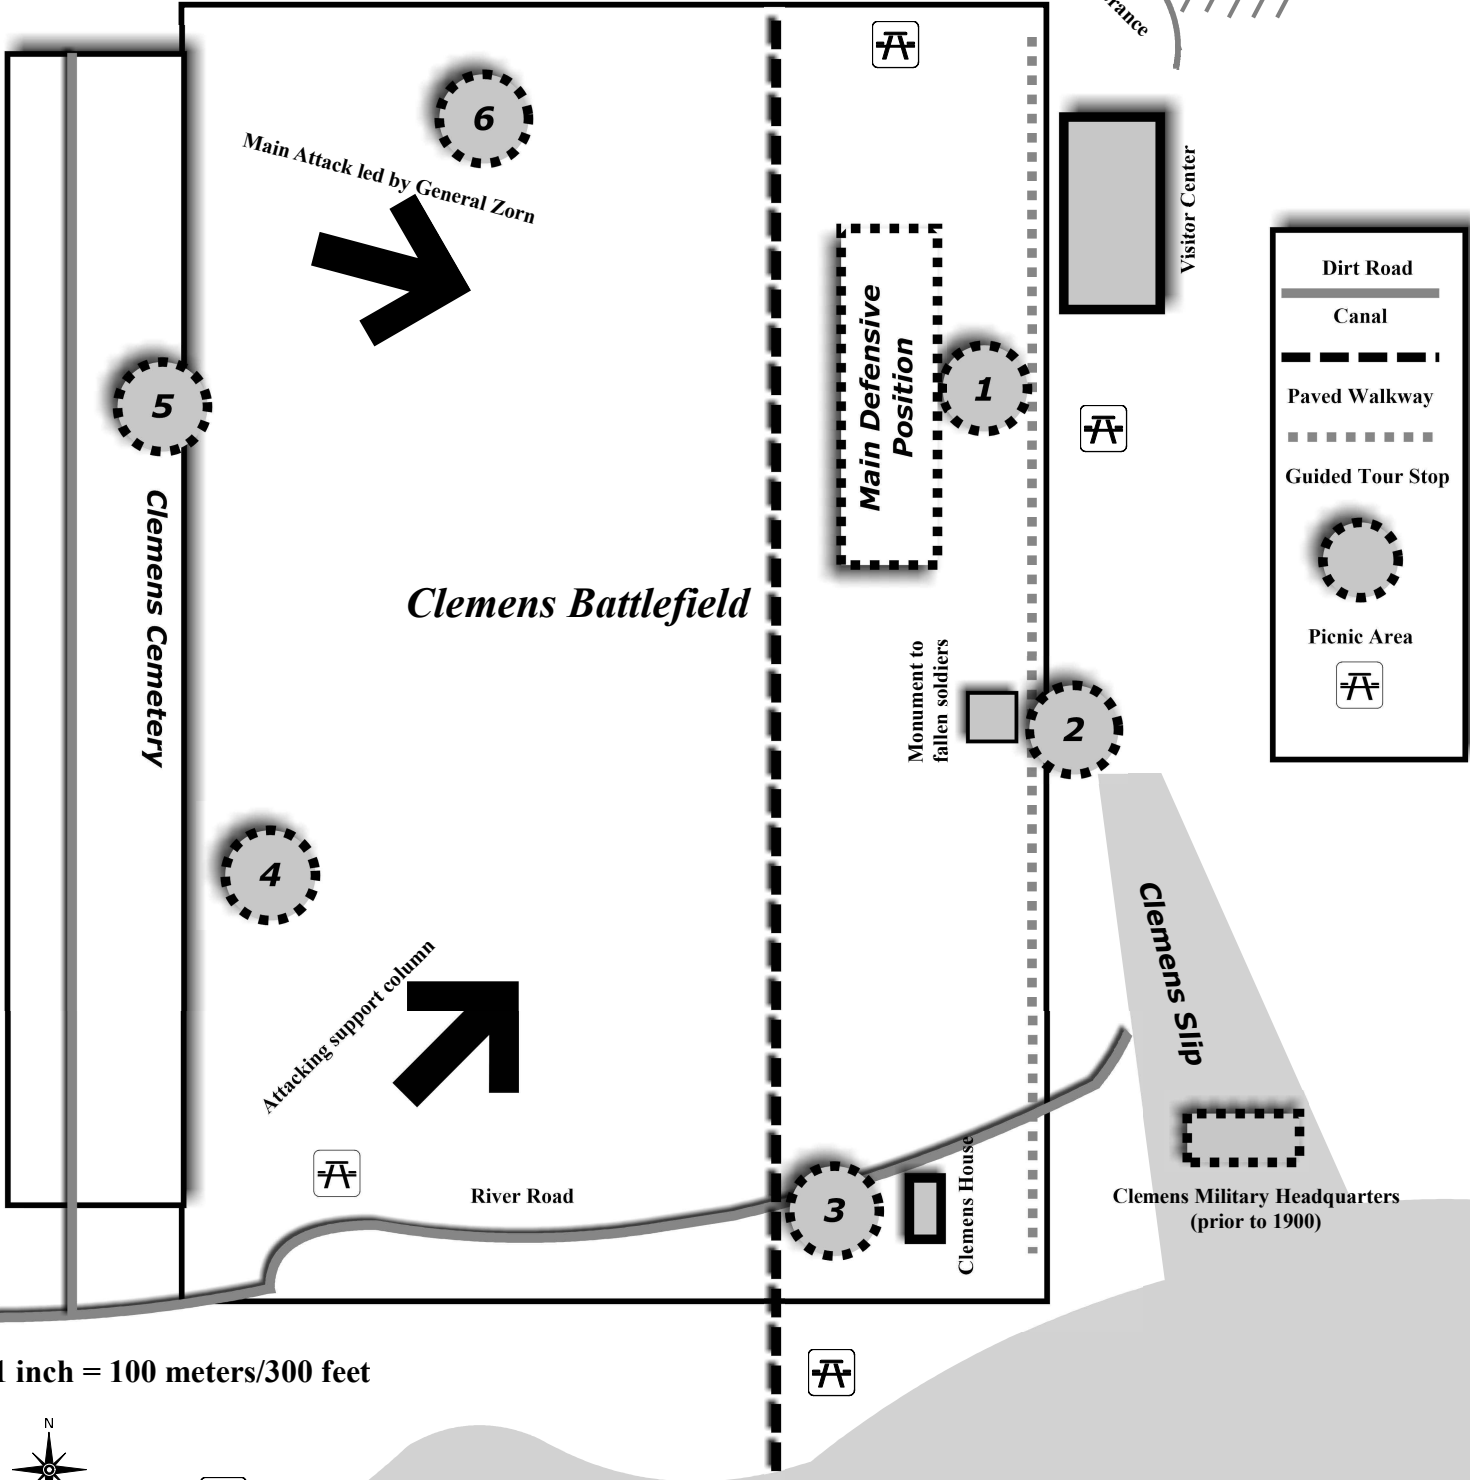 6
Main Attack led by General Zorn
Visitor Center
Dirt Road
Canal
Paved Walkway
Guided Tour Stop
Picnic Area
Main Defensive
Position
1
5
Clemens Cemetery
Clemens Battlefield
Monument to
fallen soldiers
2
4
Clemens Slip
Attacking support column
River Road
3
Clemens House
Clemens Military Headquarters
(prior to 1900)
1 inch = 100 meters/300 feet
N